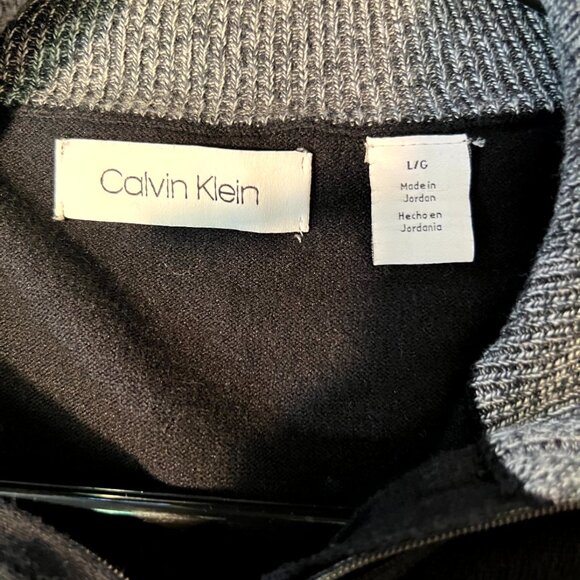 Calvin Klein
L/G
Made in
Jordan
Hecho en
Jordania